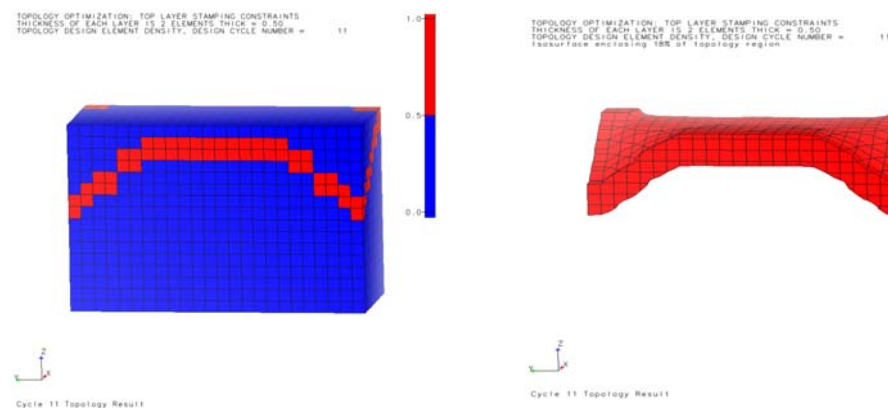 TOPOLOGY OPTIMIZATION: TOP LAYER STAMPING CONSTRAINTS
THICKNESS OF EACH LAYER IS 2 ELEMENTS THICK = 0.50
TOPOLOGY DESIGN ELEMENT DENSITY, DESIGN CYCLE NUMBER = 11
1.0
0.5
0.0
Z
Y X
Cycle 11 Topology Result
TOPOLOGY OPTIMIZATION: TOP LAYER STAMPING CONSTRAINTS
THICKNESS OF EACH LAYER IS 2 ELEMENTS THICK = 0.50
TOPOLOGY DESIGN ELEMENT DENSITY, DESIGN CYCLE NUMBER = 11
Isosurface enclosing 18% of topology region
Z
Y X
Cycle 11 Topology Result